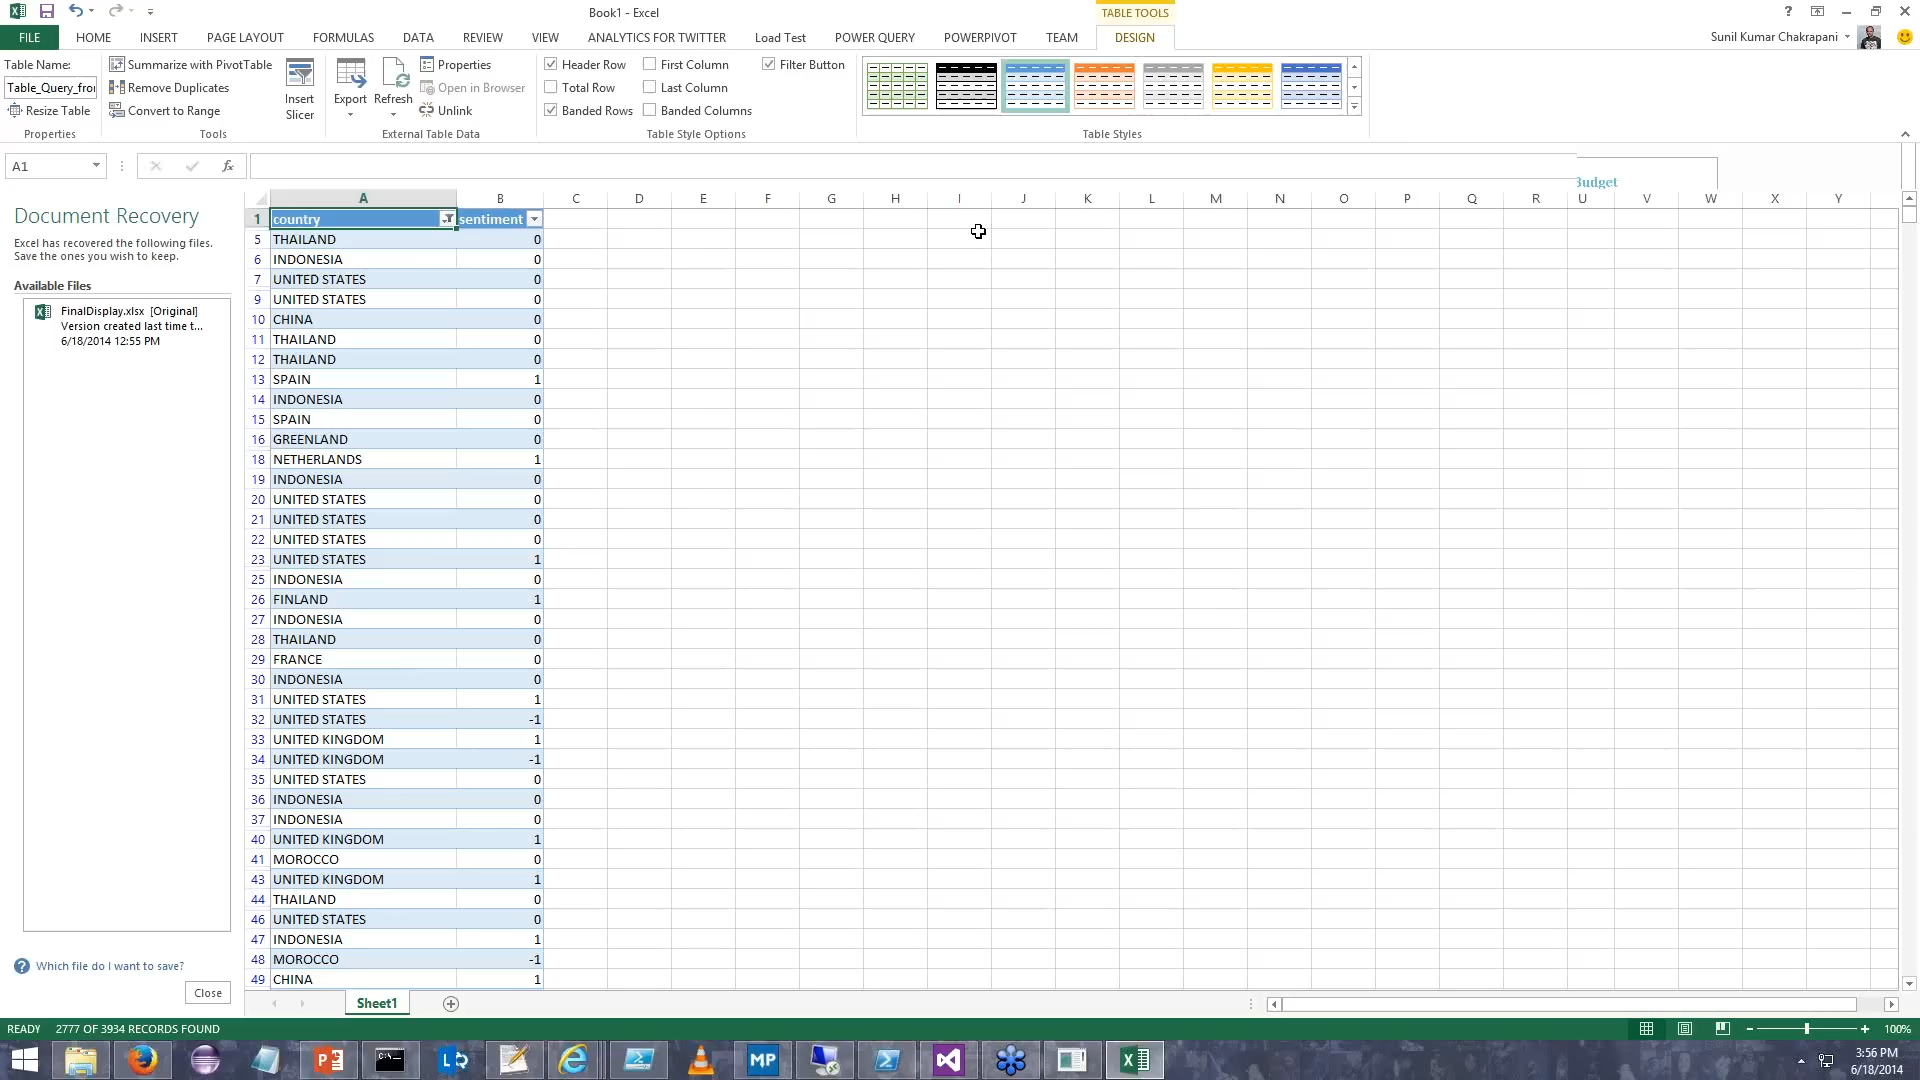 Book1 - Excel
TABLE TOOLS
?
FILE HOME INSERT PAGE LAYOUT FORMULAS DATA REVIEW VIEW ANALYTICS FOR TWITTER Load Test POWER QUERY POWERPIVOT TEAM DESIGN
Sunil Kumar Chakrapani
Table Name:
Table_Query_fro
Resize Table
Properties
Summarize with PivotTable
Remove Duplicates
Convert to Range
Insert
Slicer
Tools
Export
Refresh
Properties
Open in Browser
Unlink
External Table Data
Header Row
Total Row
Banded Rows
First Column
Last Column
Banded Columns
Filter Button
Table Style Options
Table Styles
A1
fx
Budget
Document Recovery
Excel has recovered the following files.
Save the ones you wish to keep.
Available Files
FinalDisplay.xlsx [Original]
Version created last time t...
6/18/2014 12:55 PM
Which file do I want to save?
Close
A B C D E F G H I J K L M N O P Q R U V W X Y
1 country sentiment
5 THAILAND 0
6 INDONESIA 0
7 UNITED STATES 0
9 UNITED STATES 0
10 CHINA 0
11 THAILAND 0
12 THAILAND 0
13 SPAIN 1
14 INDONESIA 0
15 SPAIN 0
16 GREENLAND 0
18 NETHERLANDS 1
19 INDONESIA 0
20 UNITED STATES 0
21 UNITED STATES 0
22 UNITED STATES 0
23 UNITED STATES 1
25 INDONESIA 0
26 FINLAND 1
27 INDONESIA 0
28 THAILAND 0
29 FRANCE 0
30 INDONESIA 0
31 UNITED STATES 1
32 UNITED STATES -1
33 UNITED KINGDOM 1
34 UNITED KINGDOM -1
35 UNITED STATES 0
36 INDONESIA 0
37 INDONESIA 0
40 UNITED KINGDOM 1
41 MOROCCO 0
43 UNITED KINGDOM 1
44 THAILAND 0
46 UNITED STATES 0
47 INDONESIA 1
48 MOROCCO -1
49 CHINA 1
Sheet1
READY 2777 OF 3934 RECORDS FOUND
100%
MP
3:56 PM
6/18/2014